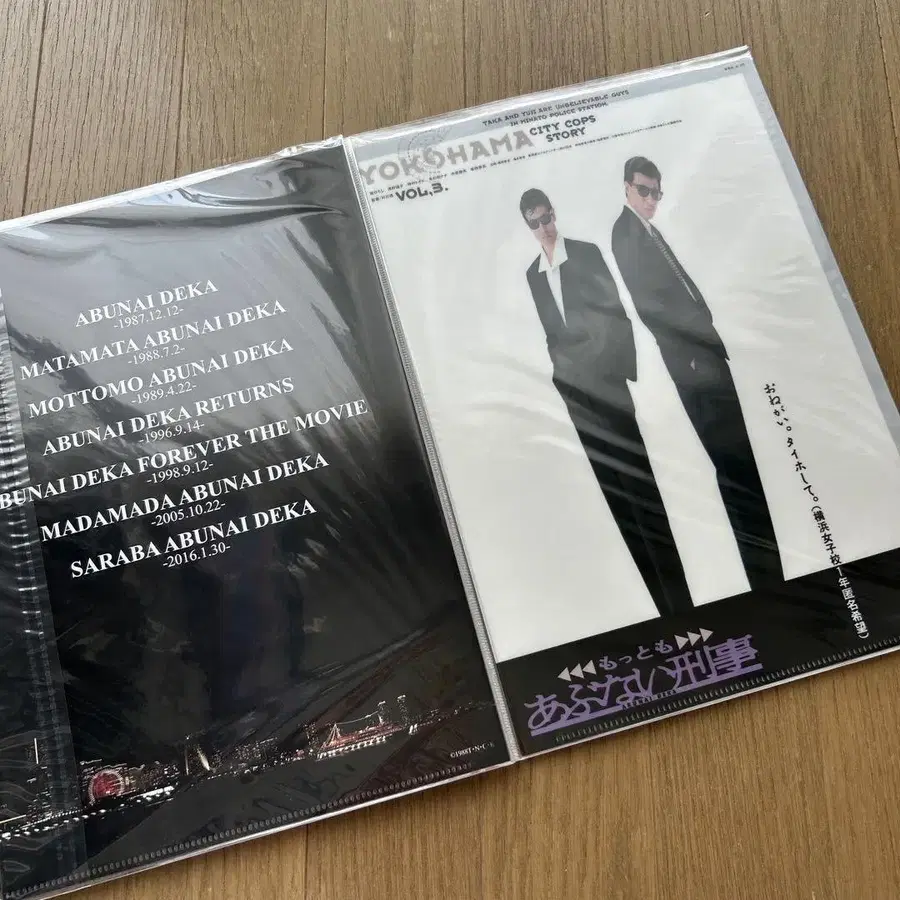 ABUNAI DEKA
-1987.12.12-
MATAMATA ABUNAI DEKA
-1988.7.2-
MOTTOMO ABUNAI DEKA
-1989.4.22-
ABUNAI DEKA RETURNS
-1996.9.14-
BUNAI DEKA FOREVER THE MOVIE
-1998.9.12-
MADAMADA ABUNAI DEKA
-2005.10.22-
SARABA ABUNAI DEKA
-2016.1.30-
©1988T・N・C/
TAKA AND YUJI ARE UNBELIEVABLE GUYS
IN MINATO POLICE STATION.
YOKOHAMA
CITY COPS
STORY
VOL,3.
おねがい。タイホして。(横浜女子校1年匿名希望)
もっとも
あぶない刑事